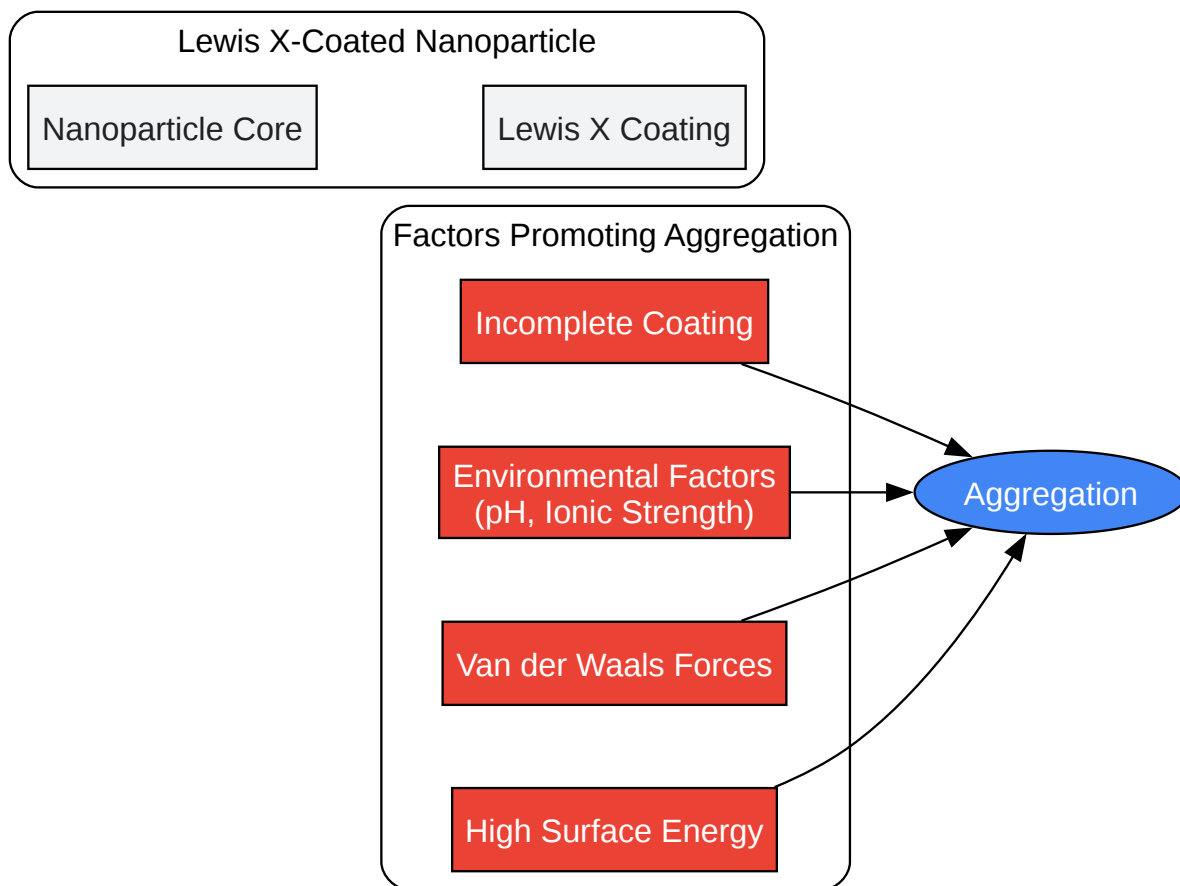 Lewis X-Coated Nanoparticle
Nanoparticle Core
Lewis X Coating
Factors Promoting Aggregation
Incomplete Coating
Environmental Factors
(pH, Ionic Strength)
Aggregation
Van der Waals Forces
High Surface Energy